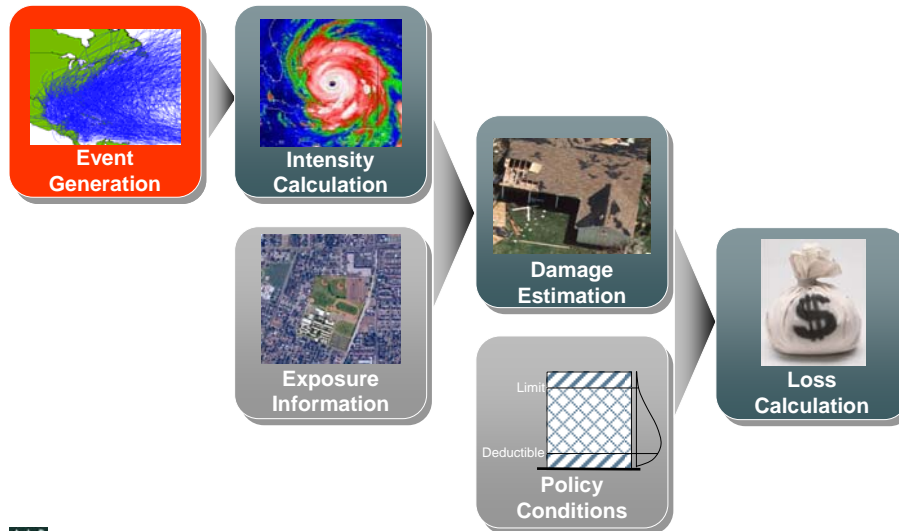 Event
Generation
Intensity
Calculation
Exposure
Information
Damage
Estimation
Limit
Deductible
Policy
Conditions
$
Loss
Calculation